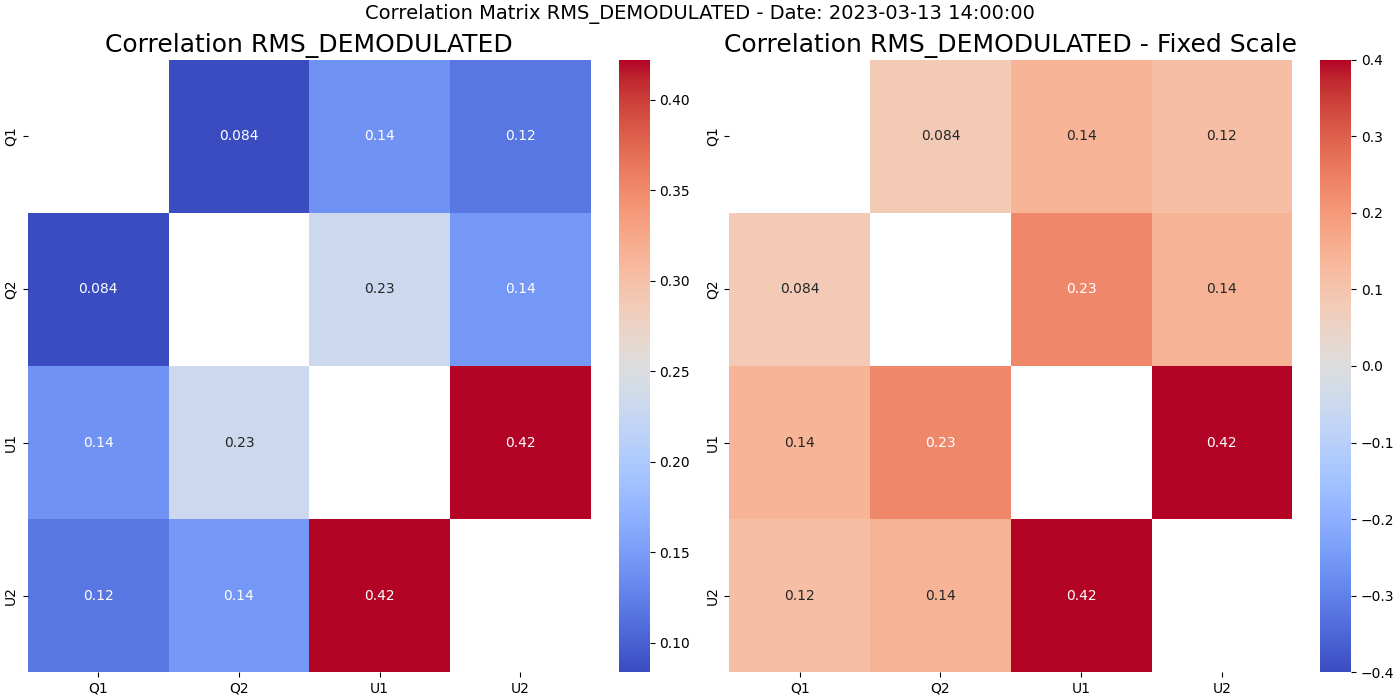 Correlation Matrix RMS_DEMODULATED - Date: 2023-03-13 14:00:00
Correlation RMS_DEMODULATED
Q1
0.084
0.14
0.12
Q2
0.084
0.23
0.14
U1
0.14
0.23
0.42
U2
0.12
0.14
0.42
Q1
Q2
U1
U2
0.40
0.35
0.30
0.25
0.20
0.15
0.10
Correlation RMS_DEMODULATED - Fixed Scale
Q1
0.084
0.14
0.12
Q2
0.084
0.23
0.14
U1
0.14
0.23
0.42
U2
0.12
0.14
0.42
Q1
Q2
U1
U2
0.4
0.3
0.2
0.1
0.0
−0.1
−0.2
−0.3
−0.4